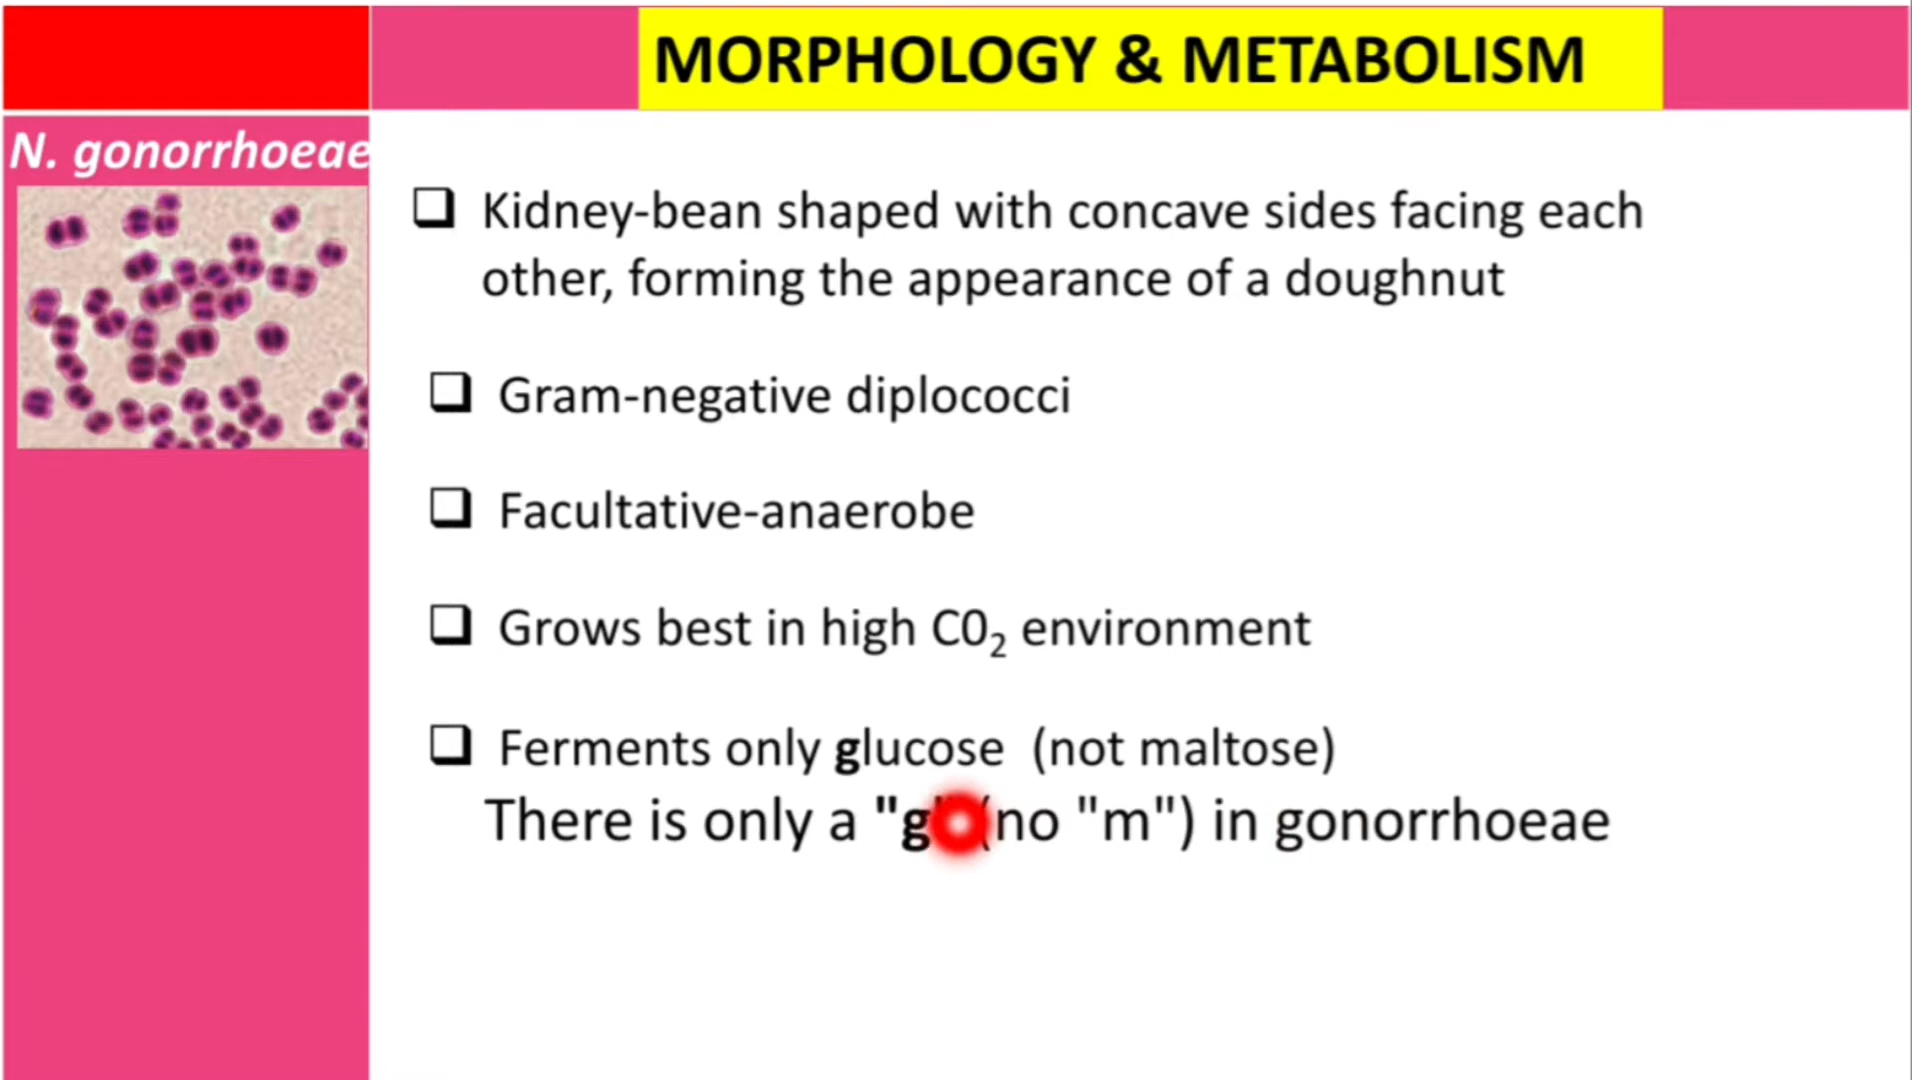 MORPHOLOGY & METABOLISM
N. gonorrhoeae
Kidney-bean shaped with concave sides facing each
other, forming the appearance of a doughnut
Gram-negative diplococci
Facultative-anaerobe
Grows best in high C0₂ environment
Ferments only glucose (not maltose)
There is only a "g" (no "m") in gonorrhoeae